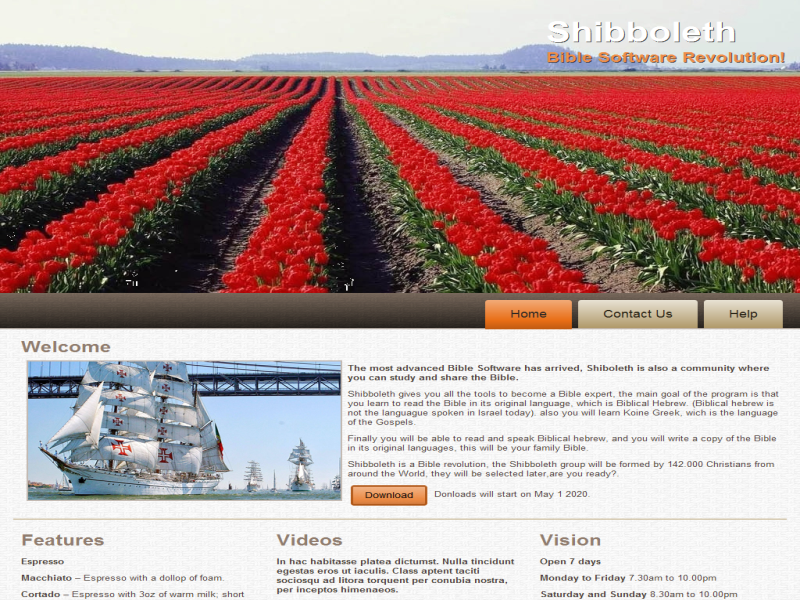 Shibboleth
Bible Software Revolution!
Home
Contact Us
Help
Welcome
The most advanced Bible Software has arrived, Shiboleth is also a community where
you can study and share the Bible.
Shibboleth gives you all the tools to become a Bible expert, the main goal of the program is that
you learn to read the Bible in its original language, which is Biblical Hebrew. (Biblical hebrew is
not the languague spoken in Israel today). also you will learn Koine Greek, wich is the language
of the Gospels.
Finally you will be able to read and speak Biblical hebrew, and you will write a copy of the Bible
in its original languages, this will be your family Bible.
Shibboleth is a Bible revolution, the Shibboleth group will be formed by 142.000 Christians from
around the World, they will be selected later,are you ready?.
Download
Donloads will start on May 1 2020.
Features
Espresso
Macchiato – Espresso with a dollop of foam.
Cortado – Espresso with 3oz of warm milk; short
Videos
In hac habitasse platea dictumst. Nulla tincidunt
egestas eros ut iaculis. Class aptent taciti
sociosqu ad litora torquent per conubia nostra,
per inceptos himenaeos.
Vision
Open 7 days
Monday to Friday 7.30am to 10.00pm
Saturday and Sunday 8.30am to 10.00pm